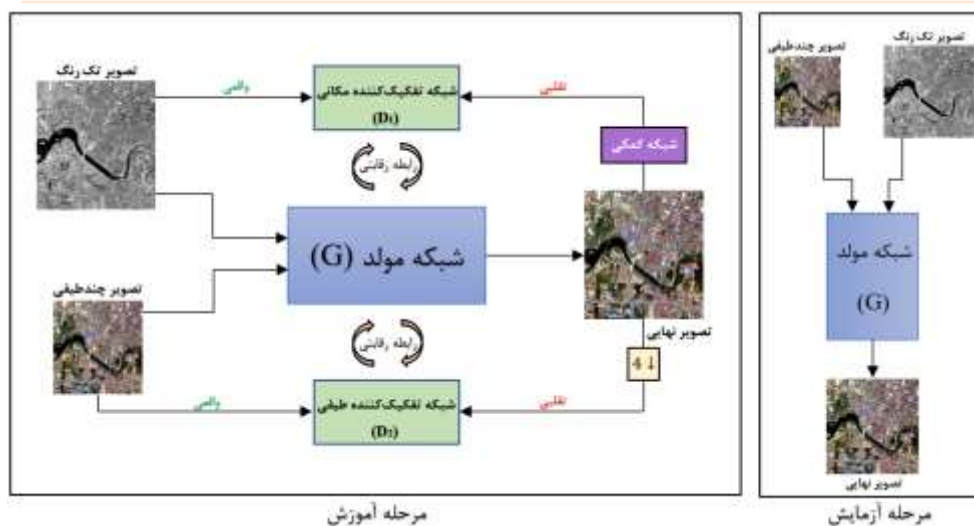 تصویر تک رنگ
واقعی
شبکه تفکیک‌کننده مکانی
(D₁)
تقلبی
شبکه کمکی
رابطه رقابتی
شبکه مولد (G)
تصویر چندطیفی
تصویر نهایی
رابطه رقابتی
4↓
واقعی
شبکه تفکیک‌کننده طیفی
(D₂)
تقلبی
مرحله آموزش
تصویر تک رنگ
تصویر چندطیفی
شبکه مولد
(G)
تصویر نهایی
مرحله آزمایش